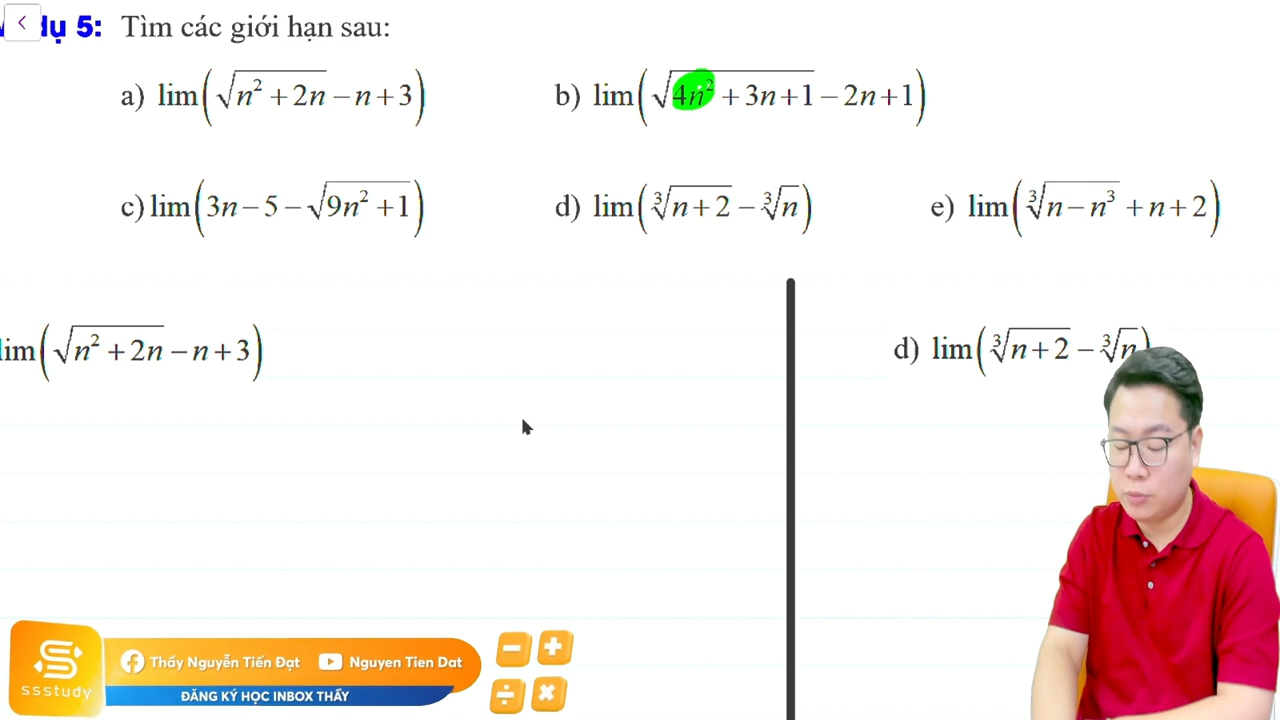 dụ 5: Tìm các giới hạn sau:
a) lim(√(n² + 2n) − n + 3)
b) lim(√(4n² + 3n + 1) − 2n + 1)
c) lim(3n − 5 − √(9n² + 1))
d) lim(∛(n + 2) − ∛n)
e) lim(∛(n − n³) + n + 2)
lim(√(n² + 2n) − n + 3)
d) lim(∛(n + 2) − ∛n)
ssstudy
Thầy Nguyễn Tiến Đạt
Nguyen Tien Dat
ĐĂNG KÝ HỌC INBOX THẦY